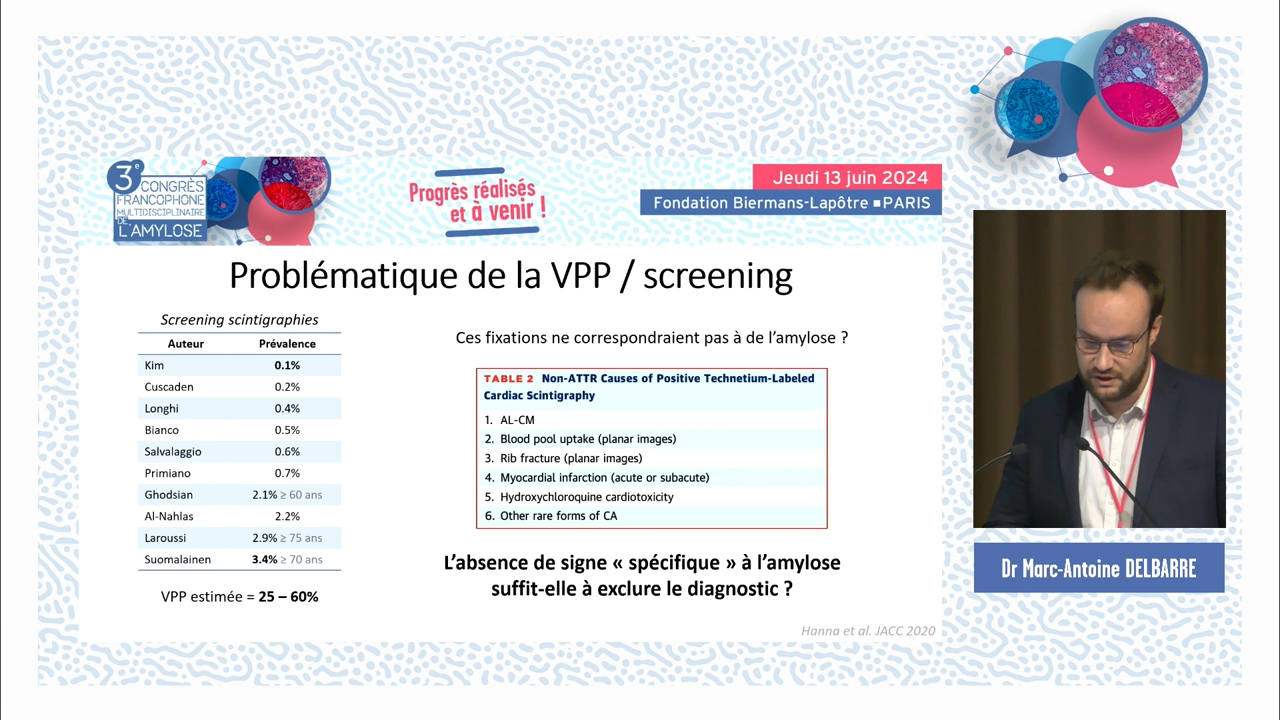 3e
CONGRÈS
FRANCOPHONE
MULTIDISCIPLINAIRE
DE
L'AMYLOSE
Progrès réalisés
et à venir !
Jeudi 13 juin 2024
Fondation Biermans-Lapôtre ■ PARIS
Problématique de la VPP / screening
Screening scintigraphies
Auteur Prévalence
Kim 0.1%
Cuscaden 0.2%
Longhi 0.4%
Bianco 0.5%
Salvalaggio 0.6%
Primiano 0.7%
Ghodsian 2.1% ≥ 60 ans
Al-Nahlas 2.2%
Laroussi 2.9% ≥ 75 ans
Suomalainen 3.4% ≥ 70 ans
VPP estimée = 25 – 60%
Ces fixations ne correspondraient pas à de l'amylose ?
TABLE 2 Non-ATTR Causes of Positive Technetium-Labeled
Cardiac Scintigraphy
1. AL-CM
2. Blood pool uptake (planar images)
3. Rib fracture (planar images)
4. Myocardial infarction (acute or subacute)
5. Hydroxychloroquine cardiotoxicity
6. Other rare forms of CA
L'absence de signe « spécifique » à l'amylose
suffit-elle à exclure le diagnostic ?
Hanna et al. JACC 2020
Dr Marc-Antoine DELBARRE